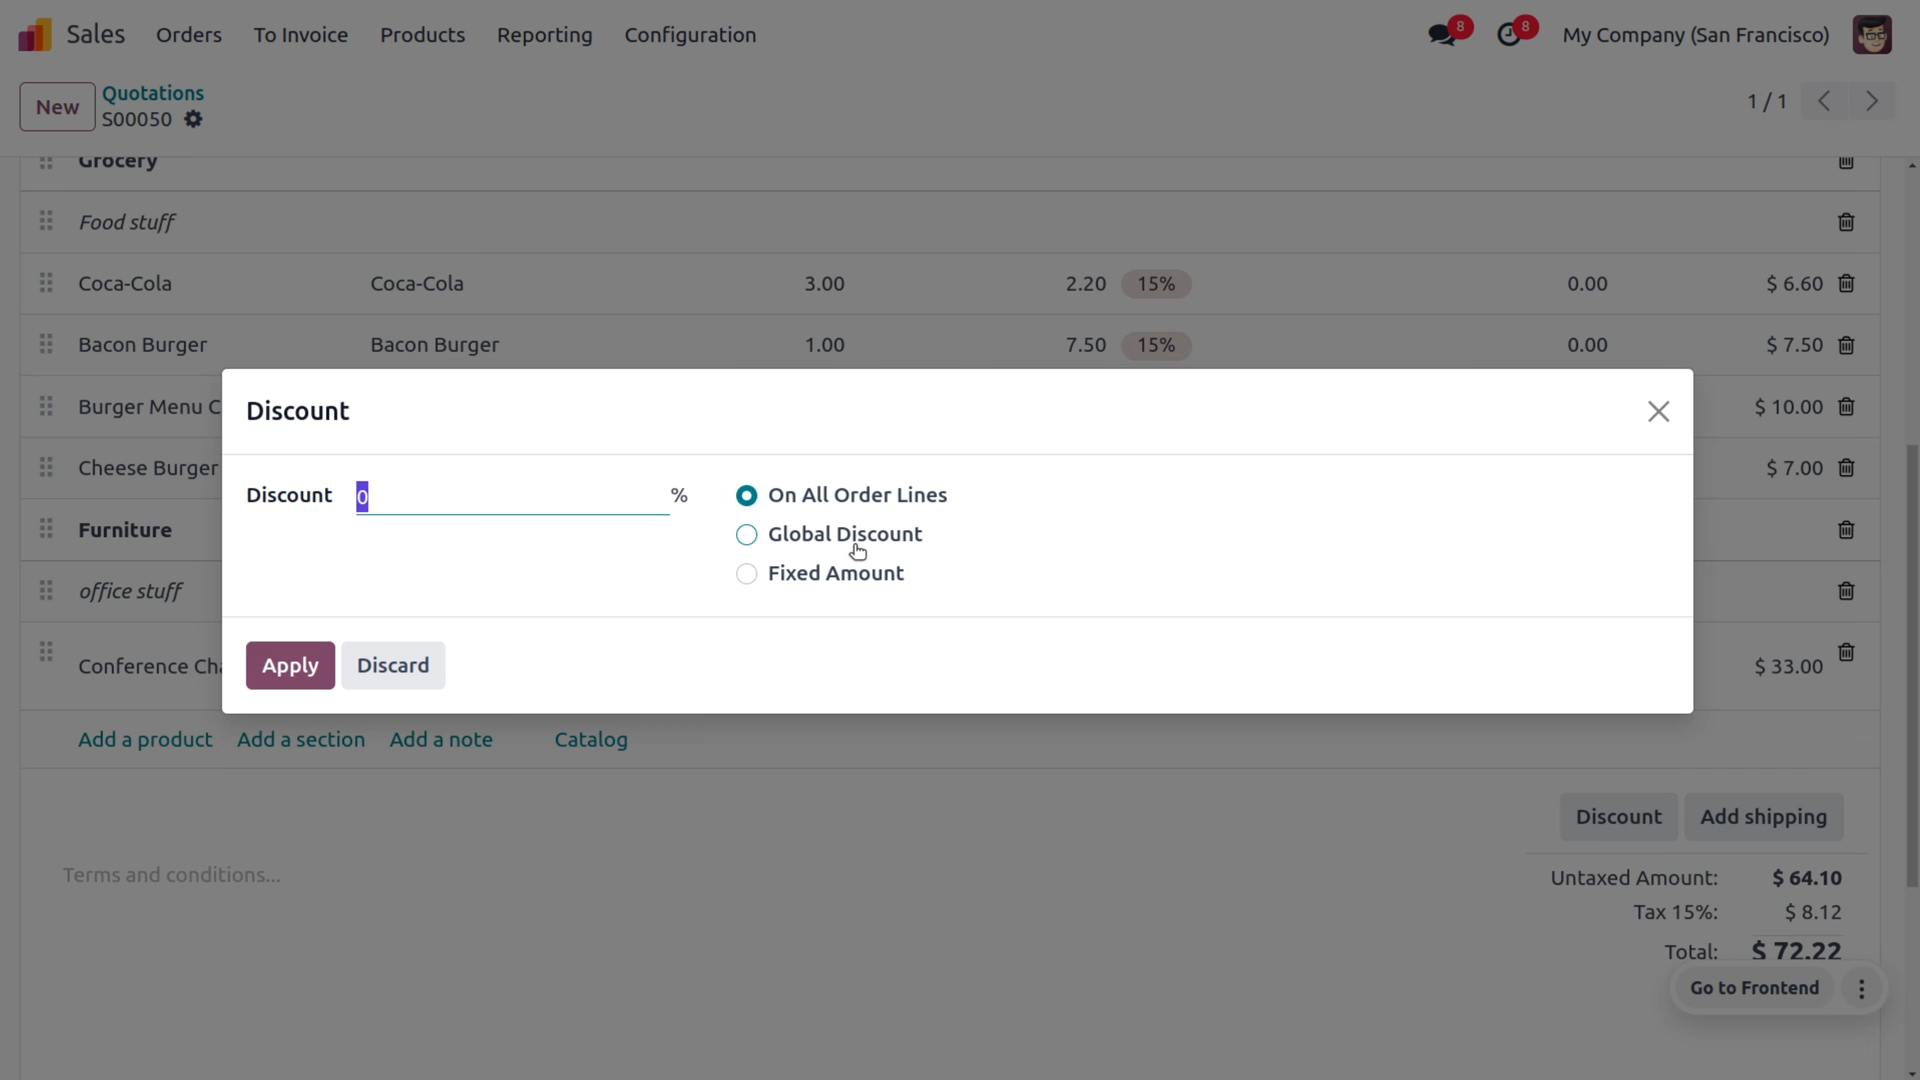 Sales Orders To Invoice Products Reporting Configuration 8 8 My Company (San Francisco)
New Quotations 1 / 1
S00050
Grocery
Food stuff
Coca-Cola Coca-Cola 3.00 2.20 15% 0.00 $ 6.60
Bacon Burger Bacon Burger 1.00 7.50 15% 0.00 $ 7.50
Burger Menu C $ 10.00
Discount
Cheese Burger $ 7.00
Discount 0 % On All Order Lines
Furniture Global Discount
Fixed Amount
office stuff
Conference Cha $ 33.00
Apply Discard
Add a product Add a section Add a note Catalog
Discount Add shipping
Terms and conditions...
Untaxed Amount: $ 64.10
Tax 15%: $ 8.12
Total: $ 72.22
Go to Frontend